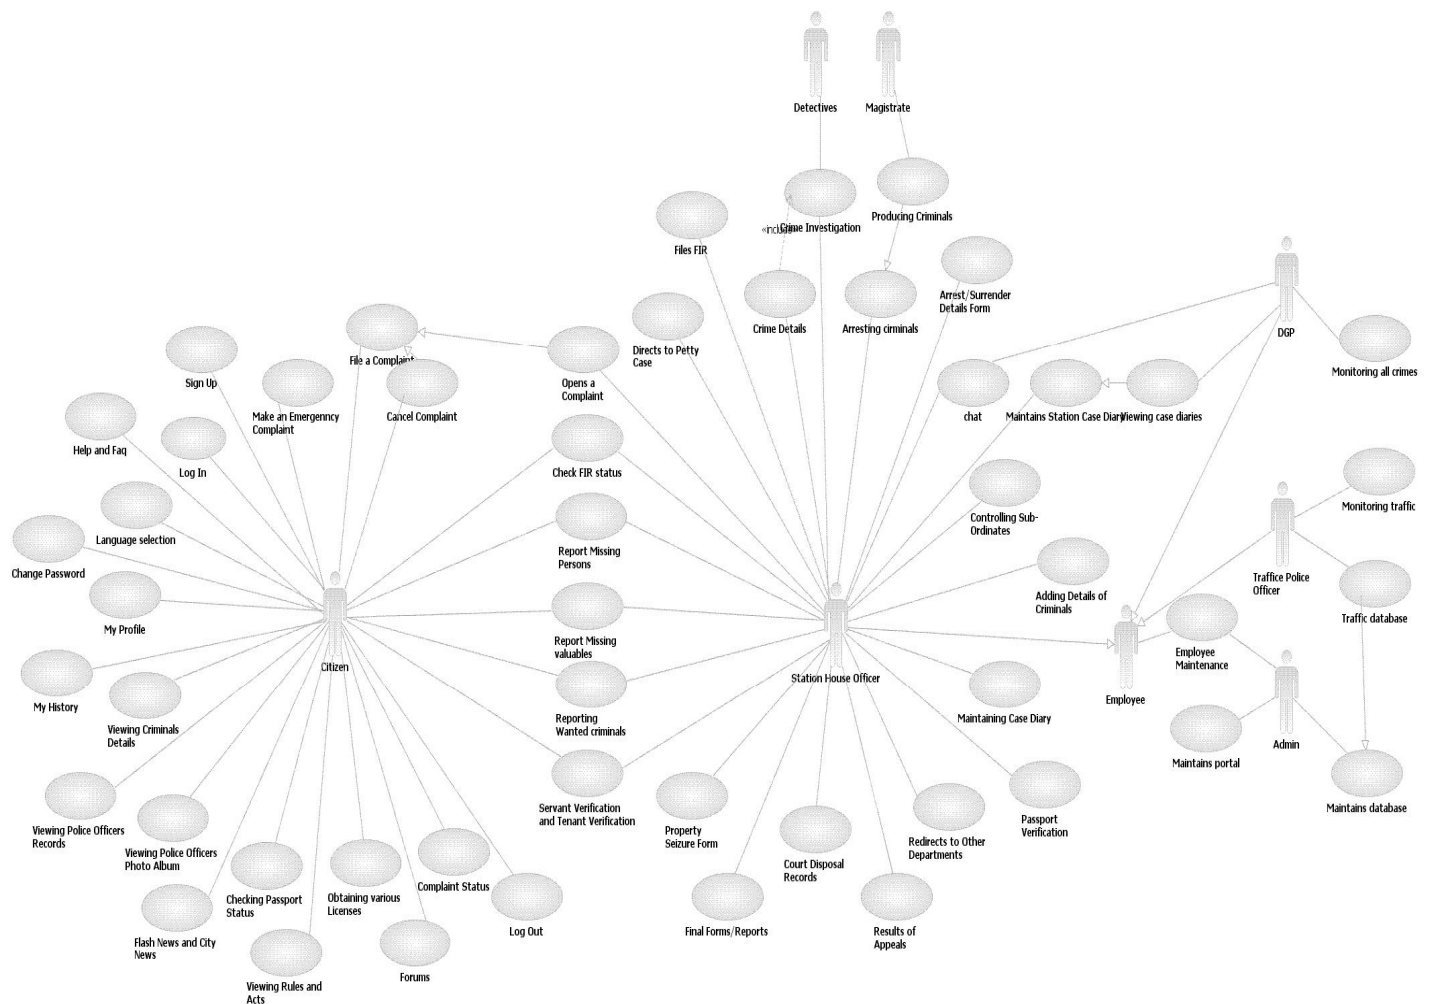 Detectives
Magistrate
Producing Criminals
«include»
Crime Investigation
Files FIR
Arrest/Surrender
Details Form
Crime Details
Arresting cirminals
DGP
Directs to Petty
Case
File a Complaint
Monitoring all crimes
Sign Up
Opens a
Complaint
Make an Emergenncy
Complaint
Cancel Complaint
chat
Maintains Station Case Diary
Viewing case diaries
Help and Faq
Log In
Check FIR status
Monitoring traffic
Controlling Sub-
Ordinates
Language selection
Change Password
Report Missing
Persons
Traffice Police
Officer
Adding Details of
Criminals
My Profile
Traffic database
Report Missing
valuables
Employee
Maintenance
Citizen
Station House Officer
Employee
My History
Reporting
Wanted criminals
Maintaining Case Diary
Viewing Criminals
Details
Admin
Maintains portal
Servant Verification
and Tenant Verification
Maintains database
Viewing Police Officers
Records
Property
Seizure Form
Passport
Verification
Redirects to Other
Departments
Viewing Police Officers
Photo Album
Court Disposal
Records
Complaint Status
Checking Passport
Status
Obtaining various
Licenses
Final Forms/Reports
Results of
Appeals
Log Out
Flash News and City
News
Forums
Viewing Rules and
Acts